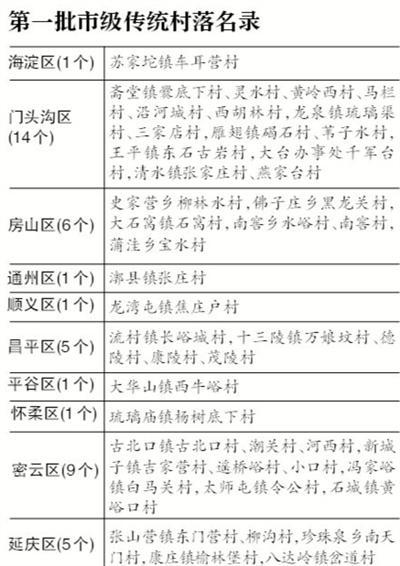 第一批市级传统村落名录
海淀区(1个)
苏家坨镇车耳营村
门头沟区
(14个)
斋堂镇爨底下村、灵水村、黄岭西村、马栏
村、沿河城村、西胡林村,龙泉镇琉璃渠
村、三家店村,雁翅镇碣石村、苇子水村,
王平镇东石古岩村,大台办事处千军台
村,清水镇张家庄村、燕家台村
房山区(6个)
史家营乡柳林水村,佛子庄乡黑龙关村,
大石窝镇石窝村,南窖乡水峪村、南窖村,
蒲洼乡宝水村
通州区(1个)
漷县镇张庄村
顺义区(1个)
龙湾屯镇焦庄户村
昌平区(5个)
流村镇长峪城村,十三陵镇万娘坟村、德
陵村、康陵村、茂陵村
平谷区(1个)
大华山镇西牛峪村
怀柔区(1个)
琉璃庙镇杨树底下村
密云区(9个)
古北口镇古北口村、潮关村、河西村,新城
子镇吉家营村、遥桥峪村、小口村,冯家峪
镇白马关村,太师屯镇令公村,石城镇黄
峪口村
延庆区(5个)
张山营镇东门营村、柳沟村,珍珠泉乡南天
门村,康庄镇榆林堡村,八达岭镇岔道村